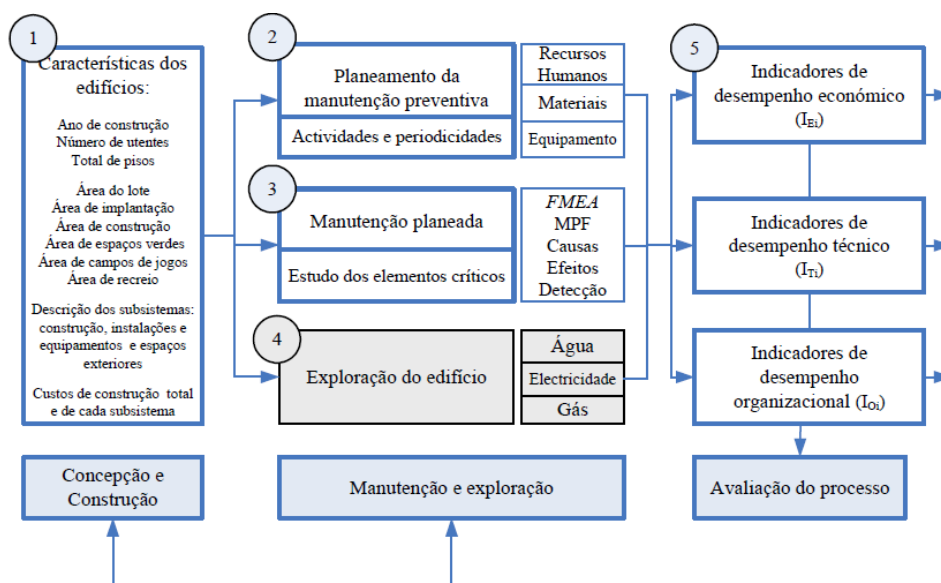 1
Características dos
edifícios:
Ano de construção
Número de utentes
Total de pisos
Área do lote
Área de implantação
Área de construção
Área de espaços verdes
Área de campos de jogos
Área de recreio
Descrição dos subsistemas:
construção, instalações e
equipamentos e espaços
exteriores
Custos de construção total
e de cada subsistema
2
Planeamento da
manutenção preventiva
Actividades e periodicidades
Recursos
Humanos
Materiais
Equipamento
3
Manutenção planeada
Estudo dos elementos críticos
FMEA
MPF
Causas
Efeitos
Detecção
4
Exploração do edifício
Água
Electricidade
Gás
5
Indicadores de
desempenho económico
(IEi)
Indicadores de
desempenho técnico
(ITi)
Indicadores de
desempenho
organizacional (IOi)
Concepção e
Construção
Manutenção e exploração
Avaliação do processo